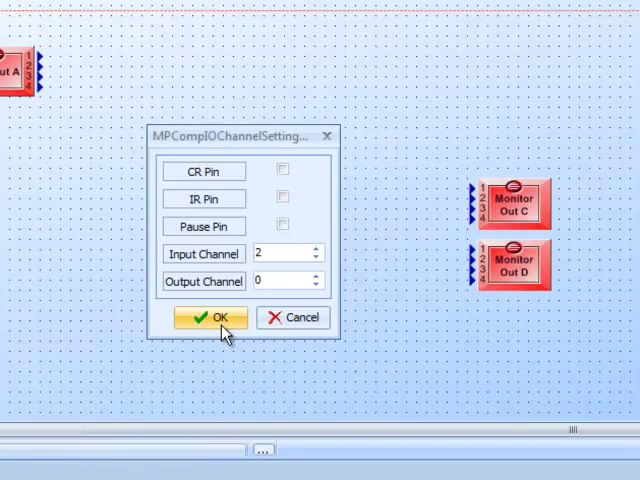 ut A
1
2
3
4
MPCompIOChannelSetting...
CR Pin
IR Pin
Pause Pin
Input Channel 2
Output Channel 0
OK Cancel
1
2
3
4
Monitor
Out C
1
2
3
4
Monitor
Out D
...